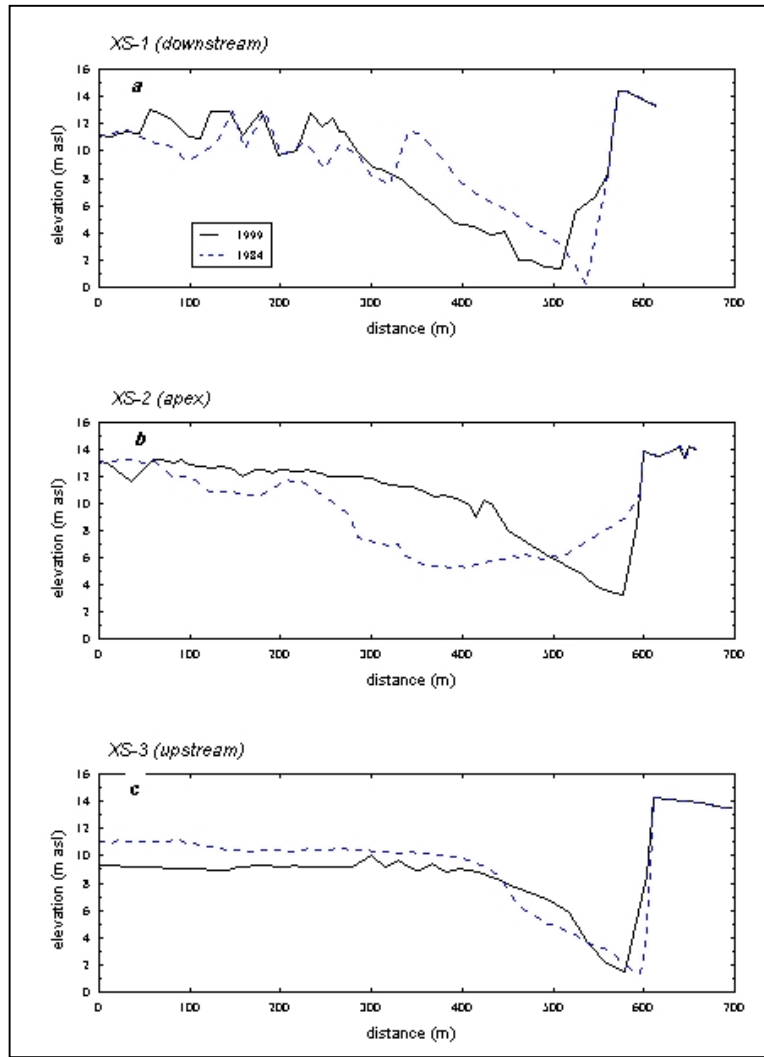 XS-1 (downstream)
a
16
14
12
10
8
6
4
2
0
elevation (m asl)
1999
1984
0 100 200 300 400 500 600 700
distance (m)
XS-2 (apex)
b
16
14
12
10
8
6
4
2
0
elevation (m asl)
0 100 200 300 400 500 600 700
distance (m)
XS-3 (upstream)
c
16
14
12
10
8
6
4
2
0
elevation (m asl)
0 100 200 300 400 500 600 700
distance (m)